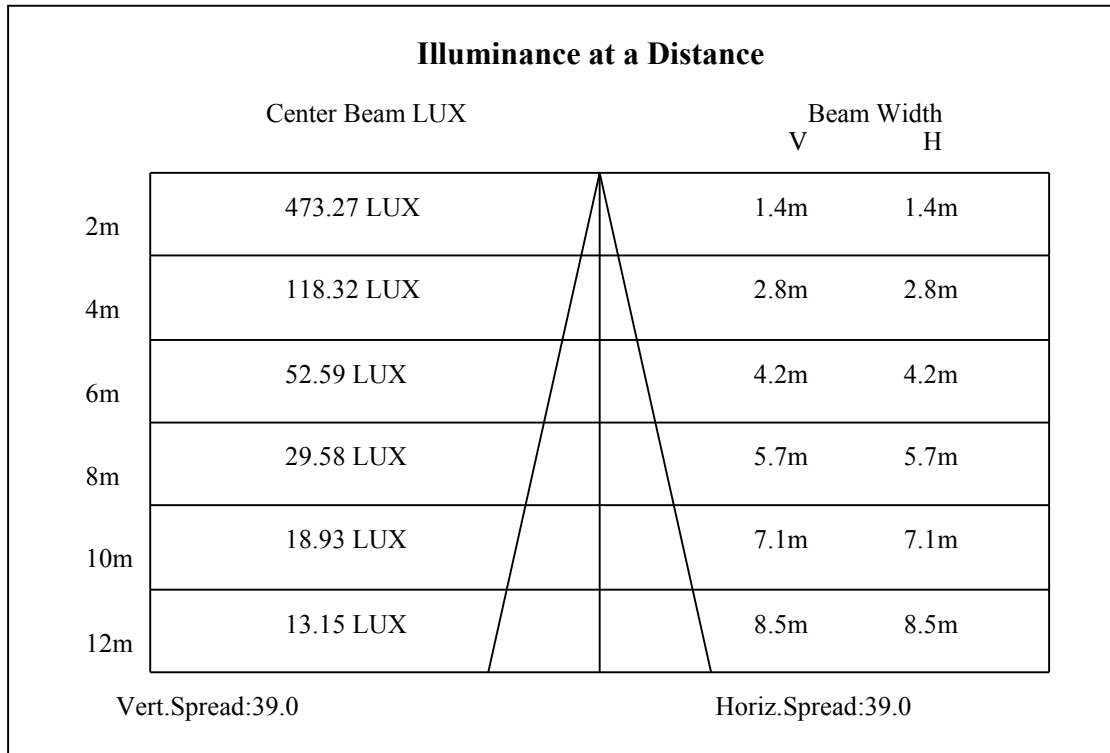 Illuminance at a Distance
Center Beam LUX Beam Width
V H
2m 473.27 LUX 1.4m 1.4m
4m 118.32 LUX 2.8m 2.8m
6m 52.59 LUX 4.2m 4.2m
8m 29.58 LUX 5.7m 5.7m
10m 18.93 LUX 7.1m 7.1m
12m 13.15 LUX 8.5m 8.5m
Vert.Spread:39.0 Horiz.Spread:39.0